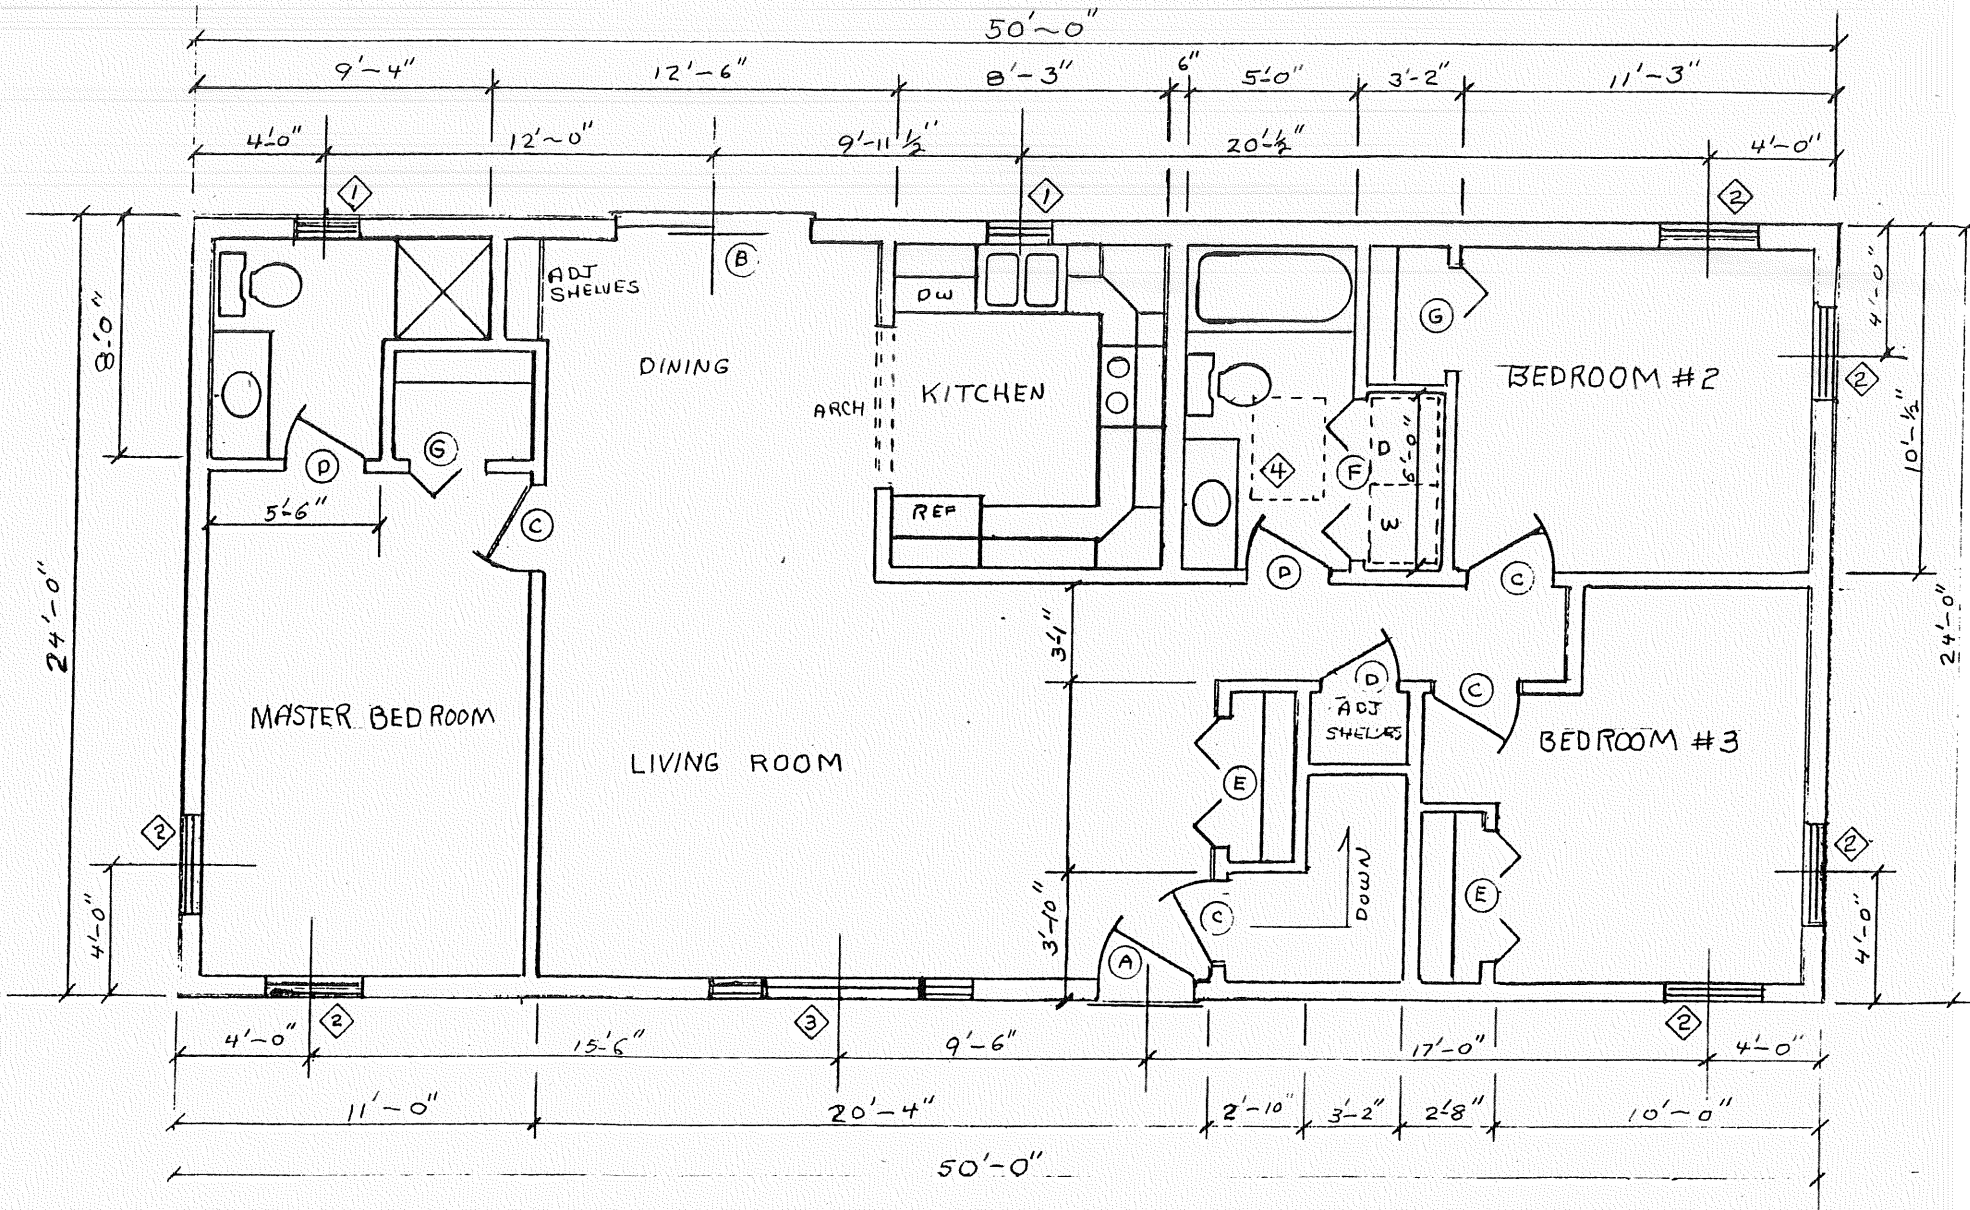 50'~0"
9'-4" 12'-6" 8'-3" 6" 5'-0" 3'-2" 11'-3"
4'-0" 12'~0" 9'-11½" 20'-½" 4'-0"
1 1 2
B
ADJ
SHELVES
DW
G
4'-0"
8'-0"
DINING
KITCHEN
BEDROOM #2
2
ARCH
10'-½"
G
D
D
6'-0"
4
F
5'-6"
C
REF
W
D
C
24'-0"
3'-1"
24'-0"
D
C
MASTER BEDROOM
ADJ
SHELVES
LIVING ROOM
BEDROOM #3
E
2
2
DOWN
E
4'-0"
3'-10"
C
A
4'-0"
2 3 2
4'-0" 15'-6" 9'-6" 17'-0" 4'-0"
11'-0" 20'-4" 2'-10" 3'-2" 2'-8" 10'-0"
50'-0"